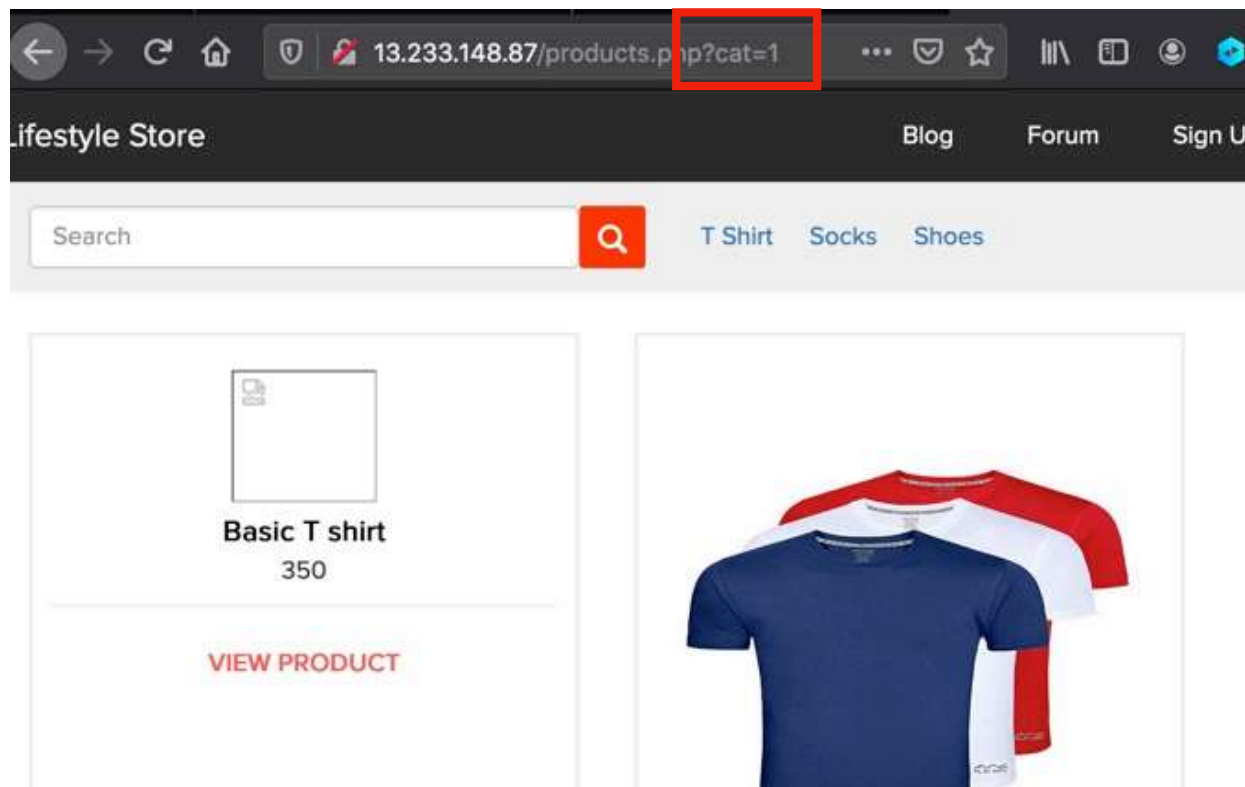 13.233.148.87/products.php?cat=1
Lifestyle Store Blog Forum Sign U
Search T Shirt Socks Shoes
Basic T shirt
350
VIEW PRODUCT